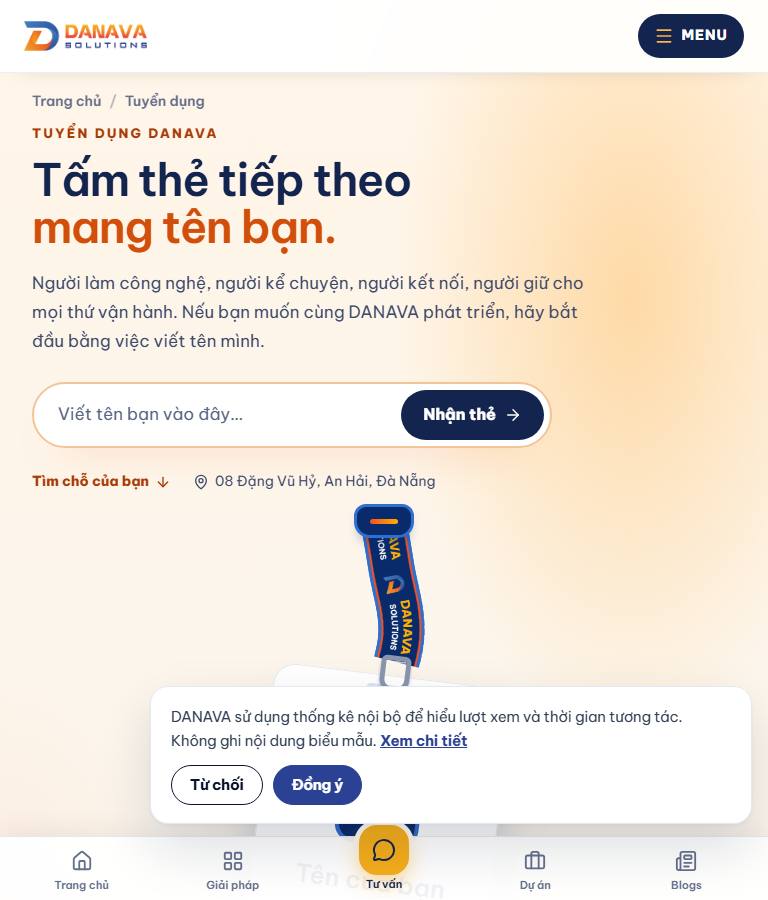 DANAVA
SOLUTIONS
MENU
Trang chủ / Tuyển dụng
TUYỂN DỤNG DANAVA
Tấm thẻ tiếp theo
mang tên bạn.
Người làm công nghệ, người kể chuyện, người kết nối, người giữ cho
mọi thứ vận hành. Nếu bạn muốn cùng DANAVA phát triển, hãy bắt
đầu bằng việc viết tên mình.
Viết tên bạn vào đây...
Nhận thẻ
Tìm chỗ của bạn
08 Đặng Vũ Hỷ, An Hải, Đà Nẵng
DANAVA
SOLUTIONS
DANAVA sử dụng thống kê nội bộ để hiểu lượt xem và thời gian tương tác.
Không ghi nội dung biểu mẫu. Xem chi tiết
Từ chối
Đồng ý
Trang chủ
Giải pháp
Tư vấn
Dự án
Blogs